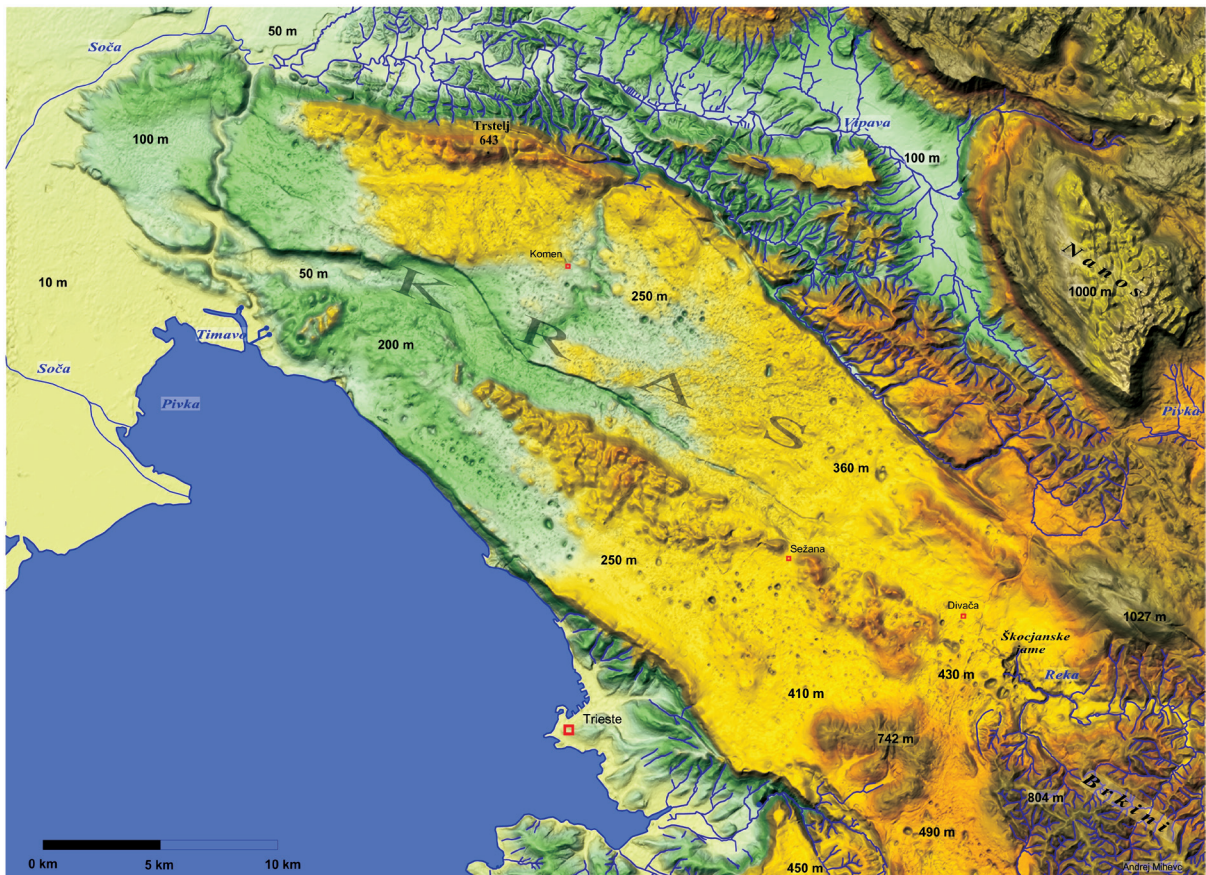 50 m
Soča
Trstelj
643
Vipava
100 m
100 m
Nanos
1000 m
Komen
250 m
50 m
10 m
KRAS
Timavo
200 m
Soča
Pivka
Pivka
360 m
Sežana
250 m
Divača
1027 m
Škocjanske
jame
Reka
430 m
410 m
Trieste
742 m
Brkini
804 m
490 m
0 km 5 km 10 km
450 m
Andrej Mihevc